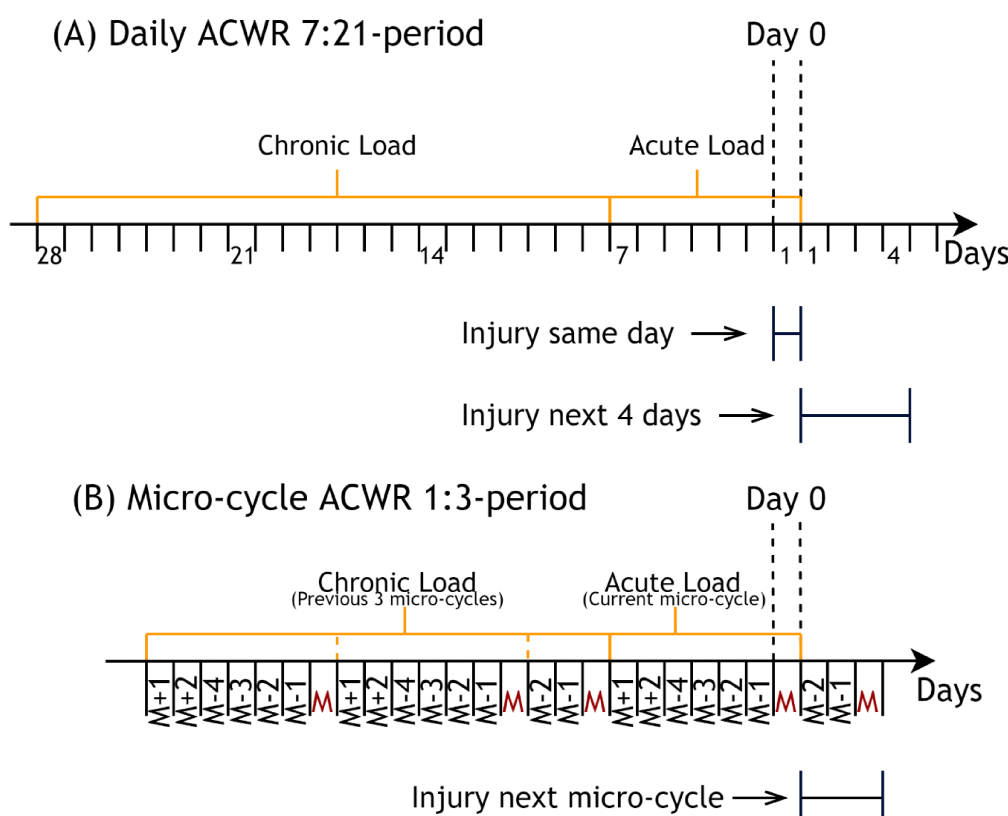 (A) Daily ACWR 7:21-period
Day 0
Chronic Load
Acute Load
28 21 14 7 1 1 4 Days
Injury same day
Injury next 4 days
(B) Micro-cycle ACWR 1:3-period
Day 0
Chronic Load
(Previous 3 micro-cycles)
Acute Load
(Current micro-cycle)
M+1 M+2 M-4 M-3 M-2 M-1 M M+1 M+2 M-4 M-3 M-2 M-1 M M-2 M-1 M M+1 M+2 M-4 M-3 M-2 M-1 M M-2 M-1 M Days
Injury next micro-cycle